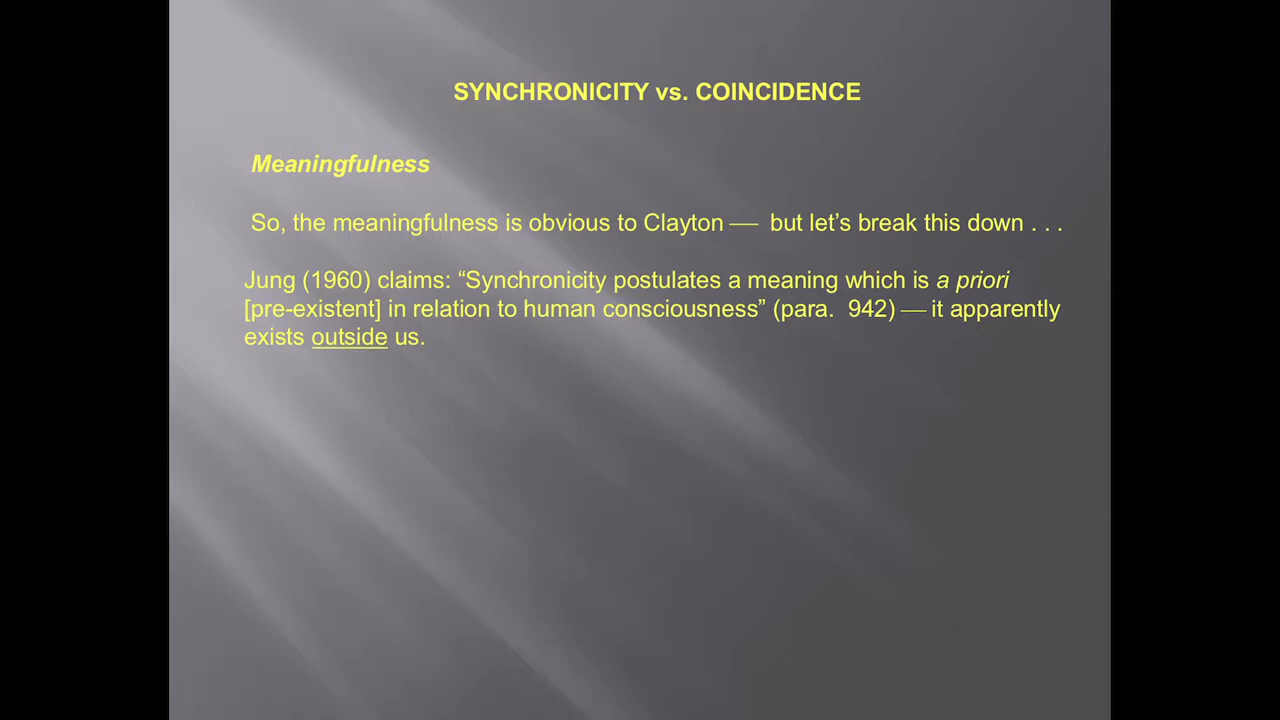 SYNCHRONICITY vs. COINCIDENCE
Meaningfulness
So, the meaningfulness is obvious to Clayton — but let’s break this down . . .
Jung (1960) claims: “Synchronicity postulates a meaning which is a priori
[pre-existent] in relation to human consciousness” (para. 942) — it apparently
exists outside us.